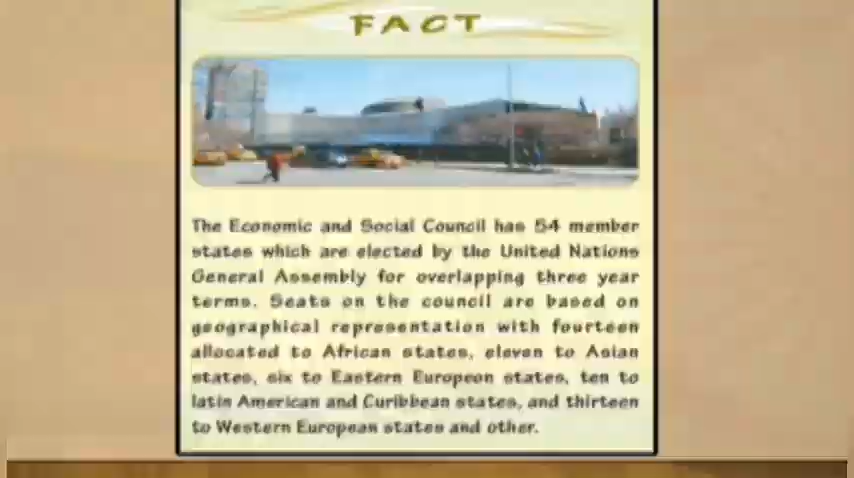 FACT
The Economic and Social Council has 54 member
states which are elected by the United Nations
General Assembly for overlapping three year
terms. Seats on the council are based on
geographical representation with fourteen
allocated to African states, eleven to Asian
states, six to Eastern European states, ten to
latin American and Curibbean states, and thirteen
to Western European states and other.